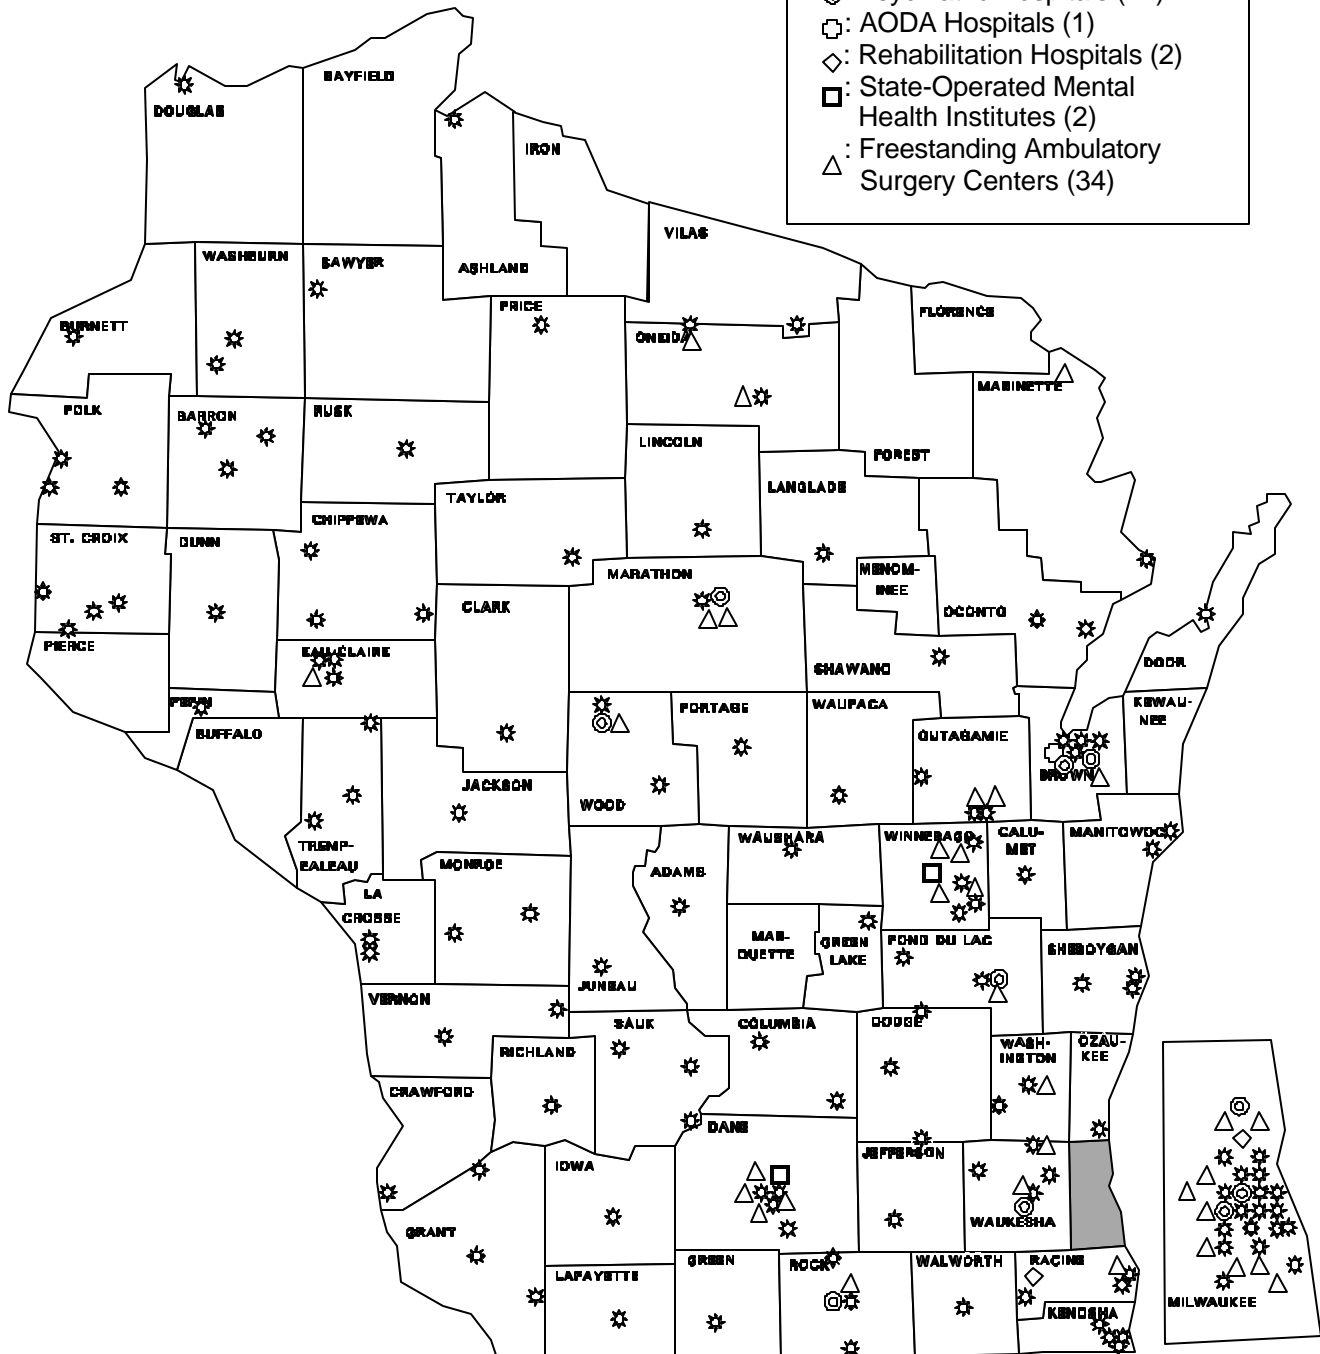 : AODA Hospitals (1)
: Rehabilitation Hospitals (2)
: State-Operated Mental
Health Institutes (2)
: Freestanding Ambulatory
Surgery Centers (34)
BAYFIELD
DOUGLAS
IRON
VILAS
WASHBURN
SAWYER
ASHLAND
PRICE
FLORENCE
BURNETT
ONEIDA
MARINETTE
POLK
BARRON
RUSK
LINCOLN
FOREST
LANGLADE
TAYLOR
CHIPPEWA
ST. CROIX
DUNN
MARATHON
MENOM-
INEE
CLARK
OCONTO
PIERCE
EAU CLAIRE
SHAWANO
DOOR
PEPIN
PORTAGE
WAUPACA
KEWAU-
NEE
BUFFALO
OUTAGAMIE
BROWN
JACKSON
WOOD
WAUSHARA
WINNEBAGO
CALU-
MET
MANITOWOC
TREMP-
EALEAU
MONROE
ADAMS
LA
CROSSE
MAR-
QUETTE
GREEN
LAKE
FOND DU LAC
SHEBOYGAN
JUNEAU
VERNON
SAUK
COLUMBIA
DODGE
WASH-
INGTON
OZAU-
KEE
RICHLAND
CRAWFORD
DANE
IOWA
JEFFERSON
WAUKESHA
GRANT
GREEN
ROCK
WALWORTH
RACINE
LAFAYETTE
KENOSHA
MILWAUKEE